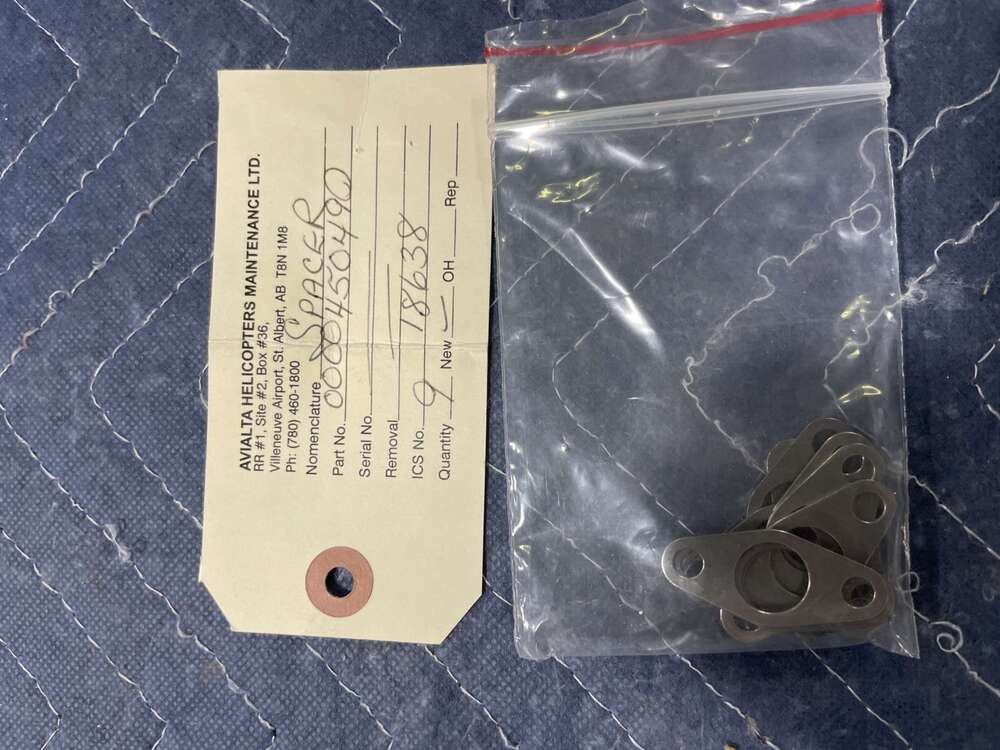 AVIALTA HELICOPTERS MAINTENANCE LTD.
RR #1, Site #2, Box #36,
Villeneuve Airport, St. Albert, AB T8N 1M8
Ph: (780) 460-1800
Nomenclature SPACER
Part No. 0004504490
Serial No.
Removal
ICS No. 18638
Quantity 9 New ✓ OH Rep